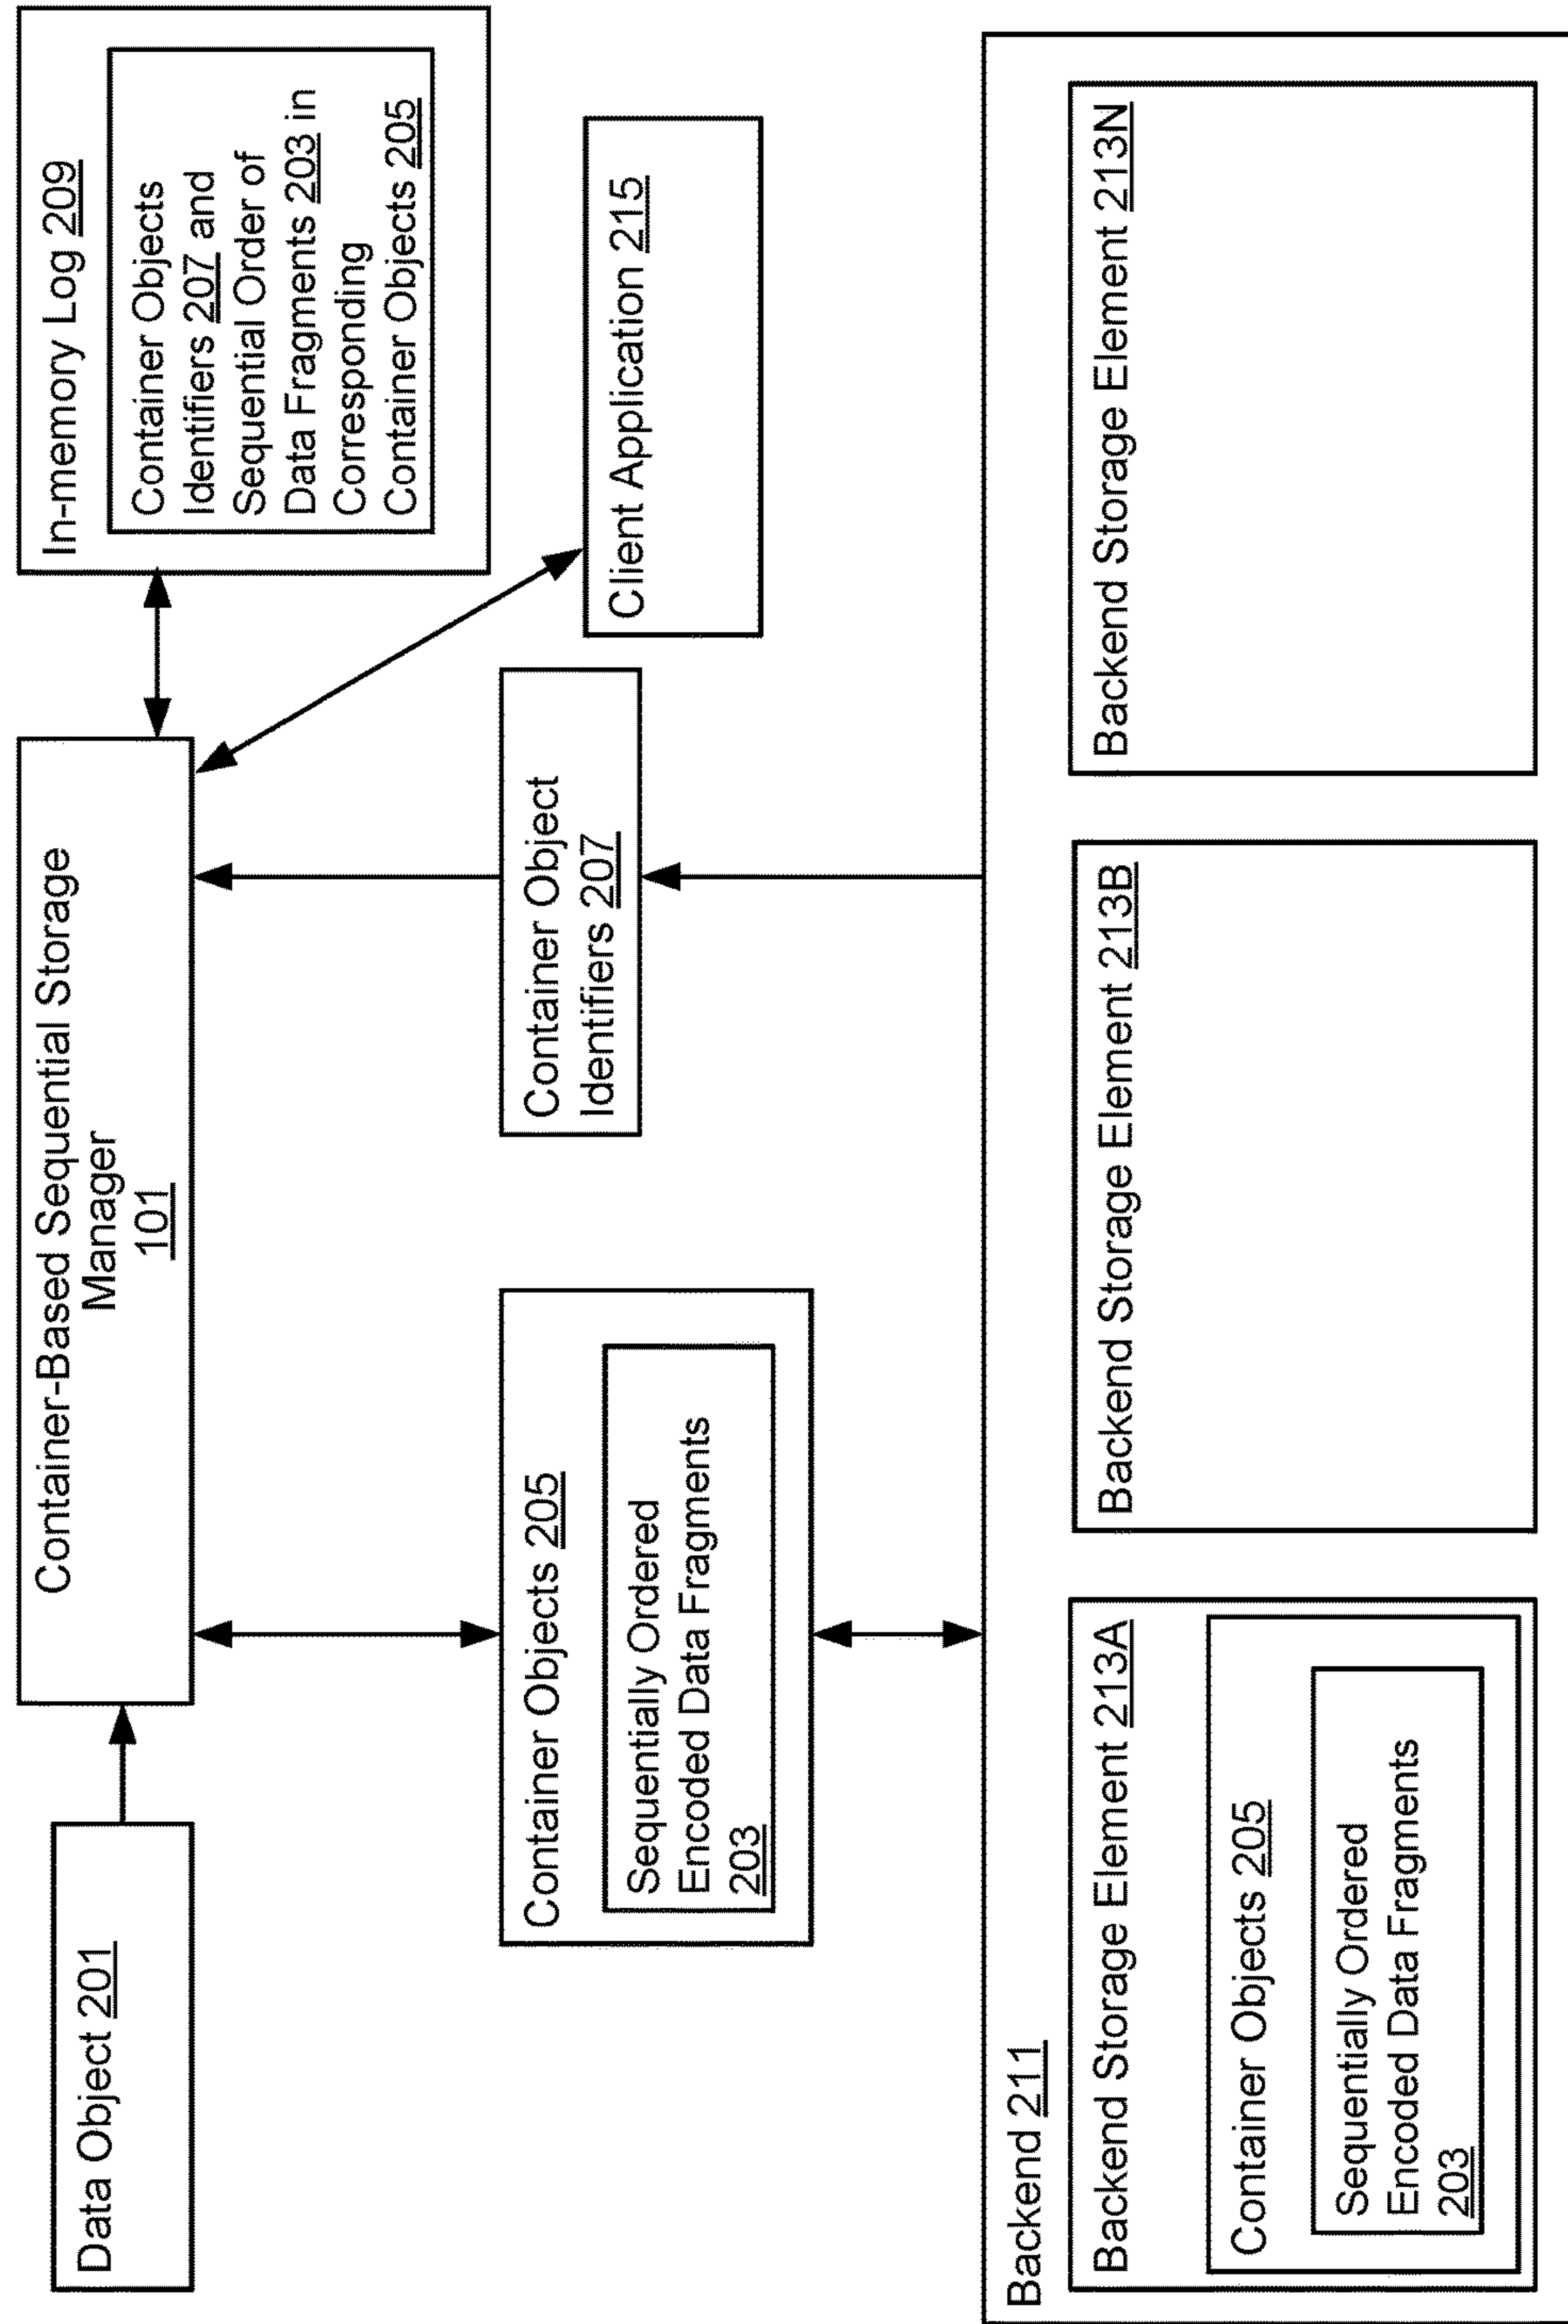 Data Object 201
Container-Based Sequential Storage
Manager
101
In-memory Log 209
Container Objects
Identifiers 207 and
Sequential Order of
Data Fragments 203 in
Corresponding
Container Objects 205
Container Objects 205
Sequentially Ordered
Encoded Data Fragments
203
Container Object
Identifiers 207
Client Application 215
Backend 211
Backend Storage Element 213A
Container Objects 205
Sequentially Ordered
Encoded Data Fragments
203
Backend Storage Element 213B
Backend Storage Element 213N